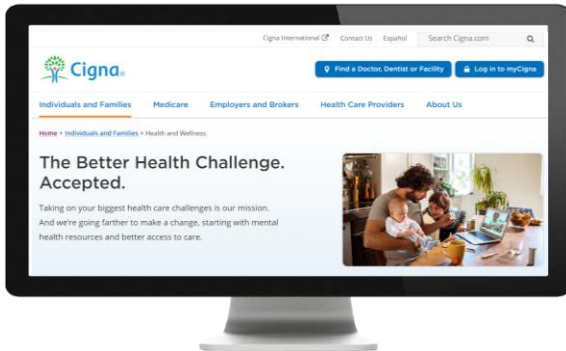 Cigna International Contact Us Español Search Cigna.com
Cigna®
Find a Doctor, Dentist or Facility Log in to myCigna
Individuals and Families Medicare Employers and Brokers Health Care Providers About Us
Home Individuals and Families Health and Wellness
The Better Health Challenge.
Accepted.
Taking on your biggest health care challenges is our mission.
And we're going farther to make a change, starting with mental
health resources and better access to care.